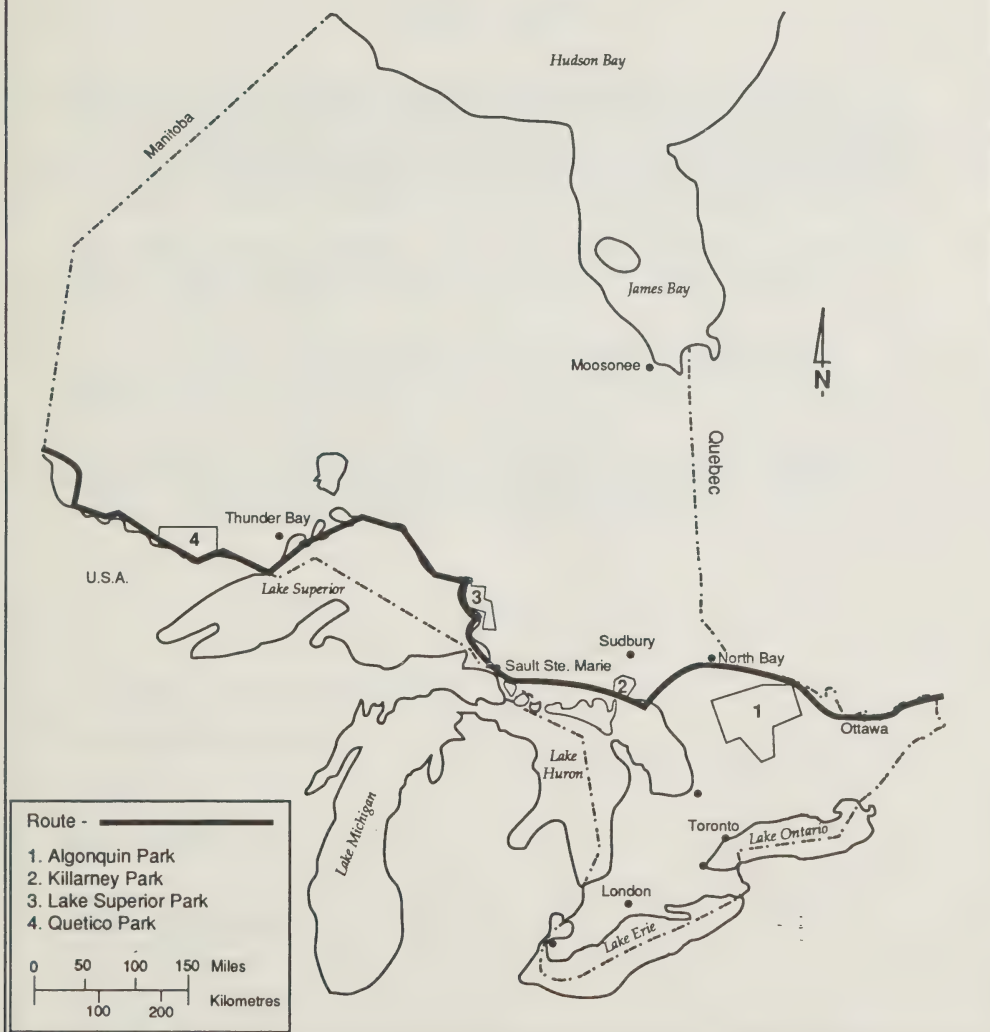 Hudson Bay
Manitoba
James Bay
Moosonee
N
Quebec
Thunder Bay
4
U.S.A.
Lake Superior
3
Sudbury
North Bay
Sault Ste. Marie
2
1
Ottawa
Lake
Huron
Lake Michigan
Toronto
Lake Ontario
London
Lake Erie
Route -
1. Algonquin Park
2. Killarney Park
3. Lake Superior Park
4. Quetico Park
0 50 100 150 Miles
100 200 Kilometres